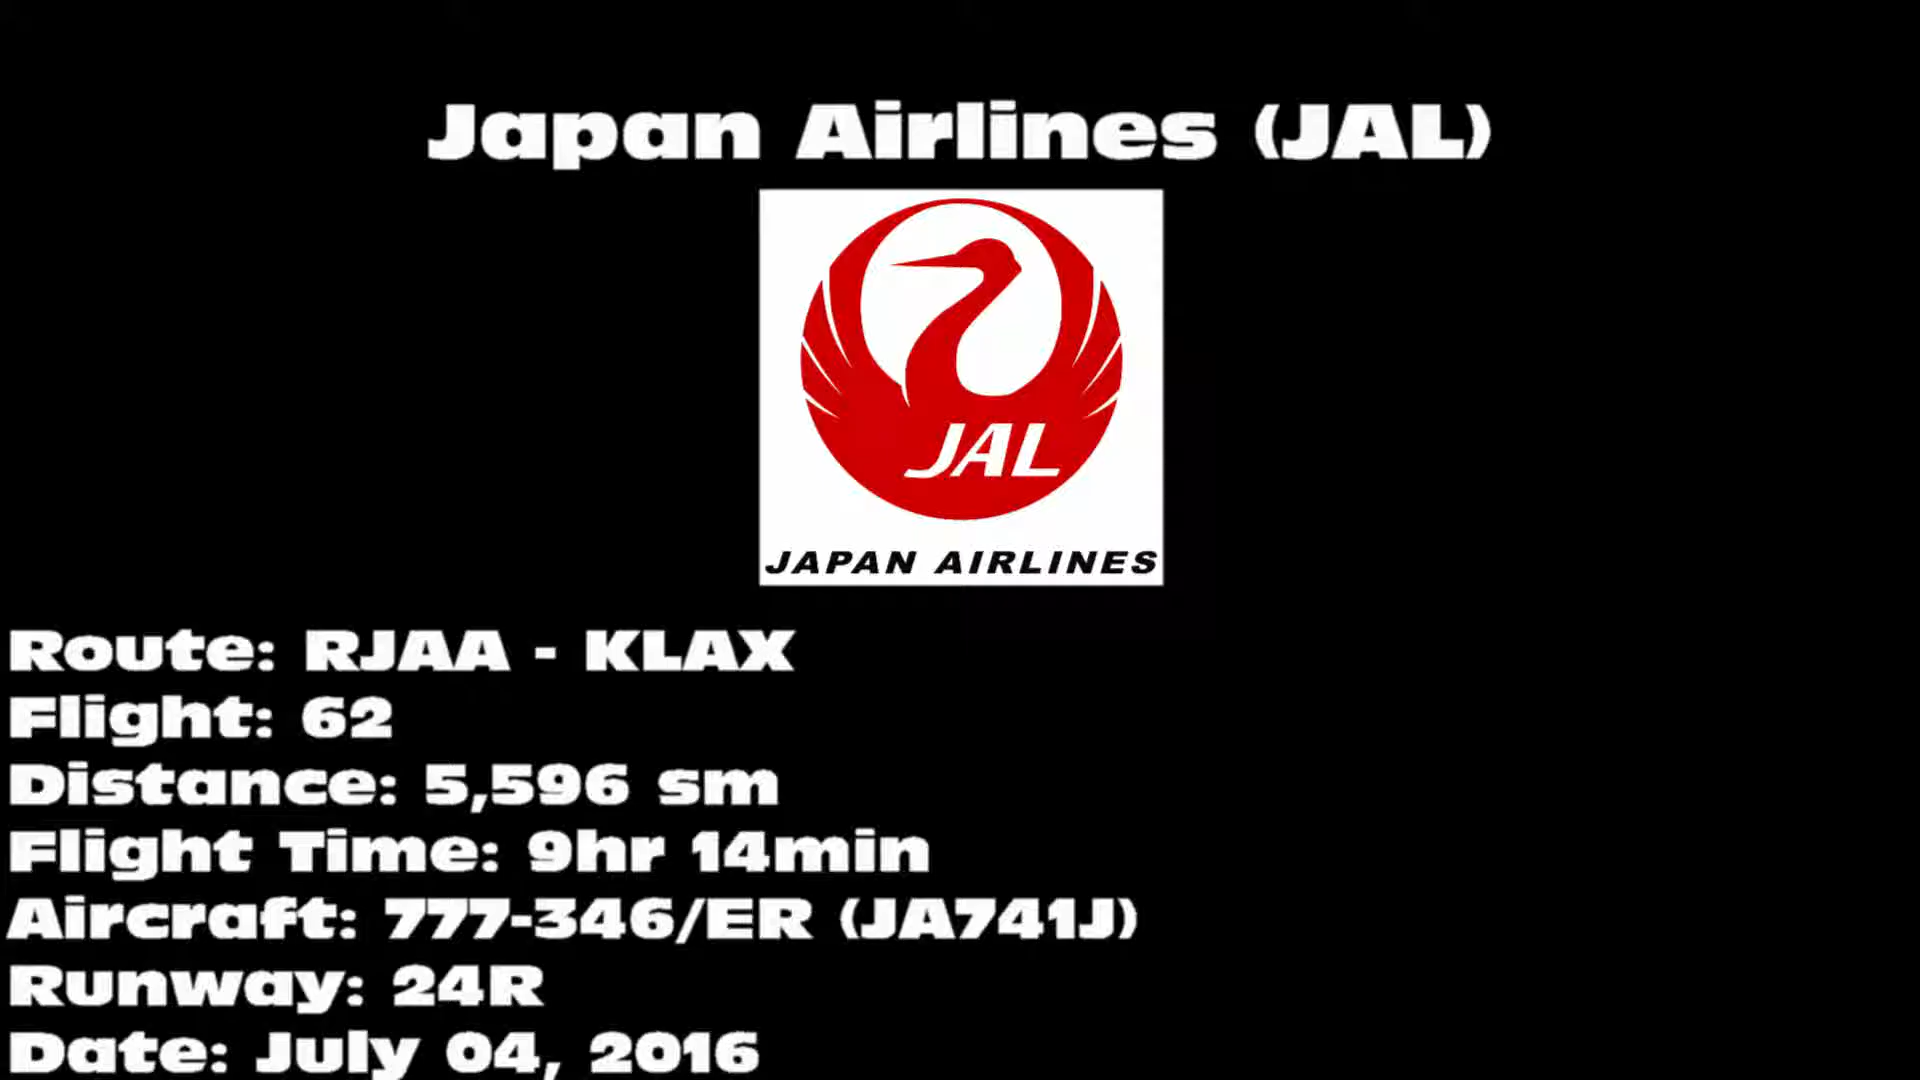 Japan Airlines (JAL)
JAL
JAPAN AIRLINES
Route: RJAA - KLAX
Flight: 62
Distance: 5,596 sm
Flight Time: 9hr 14min
Aircraft: 777-346/ER (JA741J)
Runway: 24R
Date: July 04, 2016